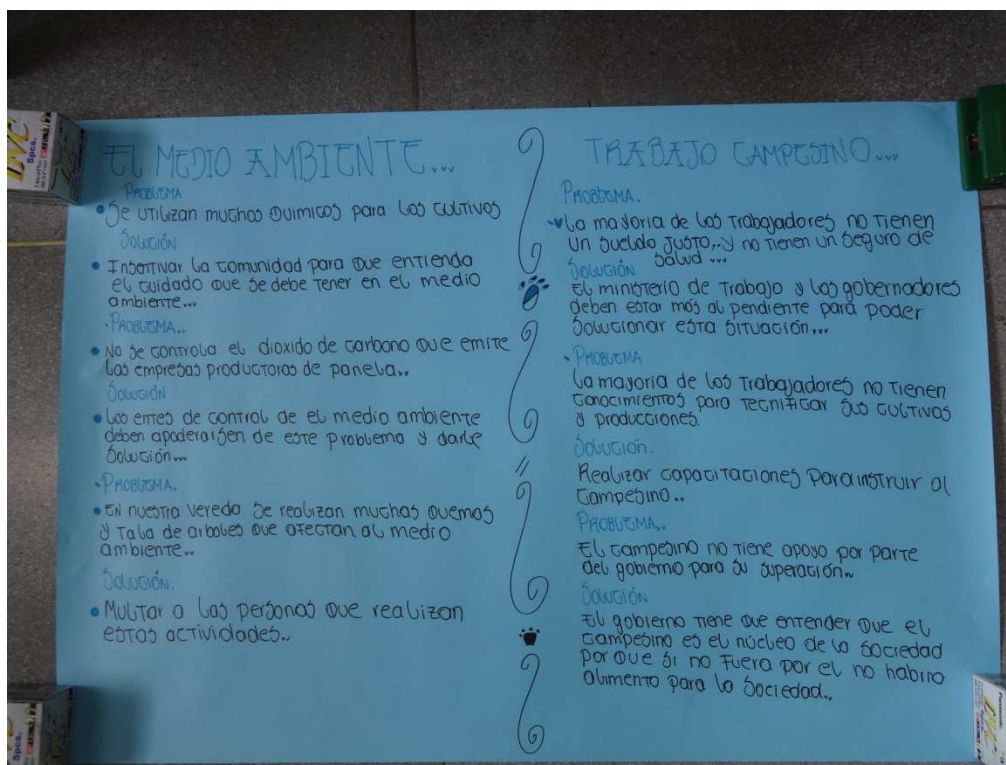 EL MEDIO AMBIENTE...
PROBLEMA
• Se utilizan muchos quimicos para los cultivos
Solución
• Insentivar la comunidad para que entienda
el cuidado que se debe tener en el medio
ambiente...
• PROBLEMA..
• No se controla el dioxido de carbono que emite
las empresas productoras de panela..
Solución
• Los entes de control de el medio ambiente
deben apoderarsen de este problema y darle
Solución...
• PROBLEMA.
• En nuestra vereda se realizan muchas quemas
y tala de arboles que afectan al medio
ambiente..
Solución.
• Multar a las personas que realizan
estas actividades..
TRABAJO CAMPESINO...
PROBLEMA.
La mayoria de los trabajadores no tienen
un sueldo justo,.y no tienen un seguro de
salud ...
Solución
El ministerio de trabajo y los gobernadores
deben estar más al pendiente para poder
solucionar esta situación...
• PROBLEMA
La mayoria de los trabajadores no tienen
conocimientos para tecnificar sus cultivos
y producciones.
Solución.
Realizar capacitaciones para instruir al
campesino..
PROBLEMA..
El campesino no tiene apoyo por parte
del gobierno para su superación..
Solución
El gobierno tiene que entender que el
campesino es el núcleo de la sociedad
por que si no fuera por el no habira
alimento para la sociedad..
DVC
5pcs.
5pcs.
DVC